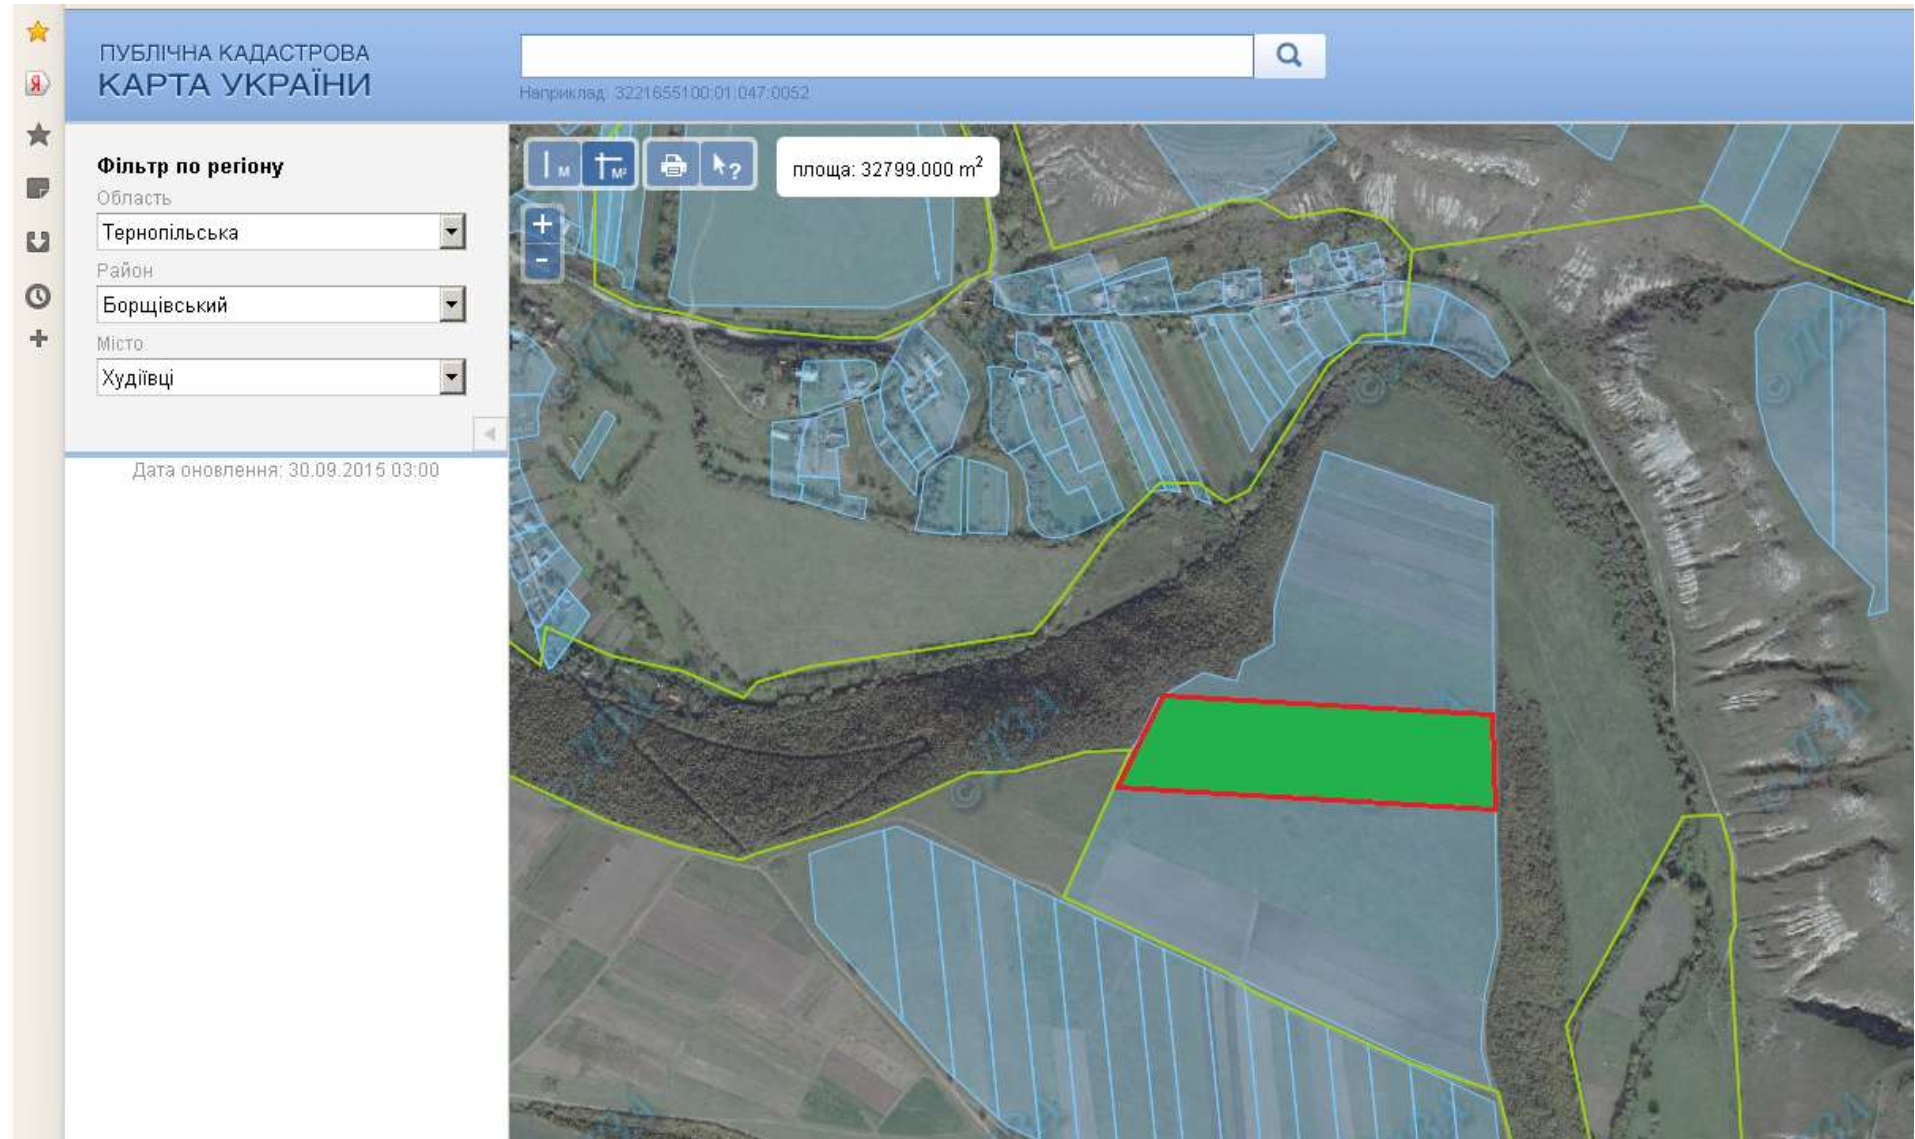 ПУБЛІЧНА КАДАСТРОВА
КАРТА УКРАЇНИ
Наприклад: 3221655100:01:047:0052
Фільтр по регіону
Область
Тернопільська
Район
Борщівський
Місто
Худіївці
Дата оновлення: 30.09.2015 03:00
М
М²
?
площа: 32799.000 m²
+
-
Я